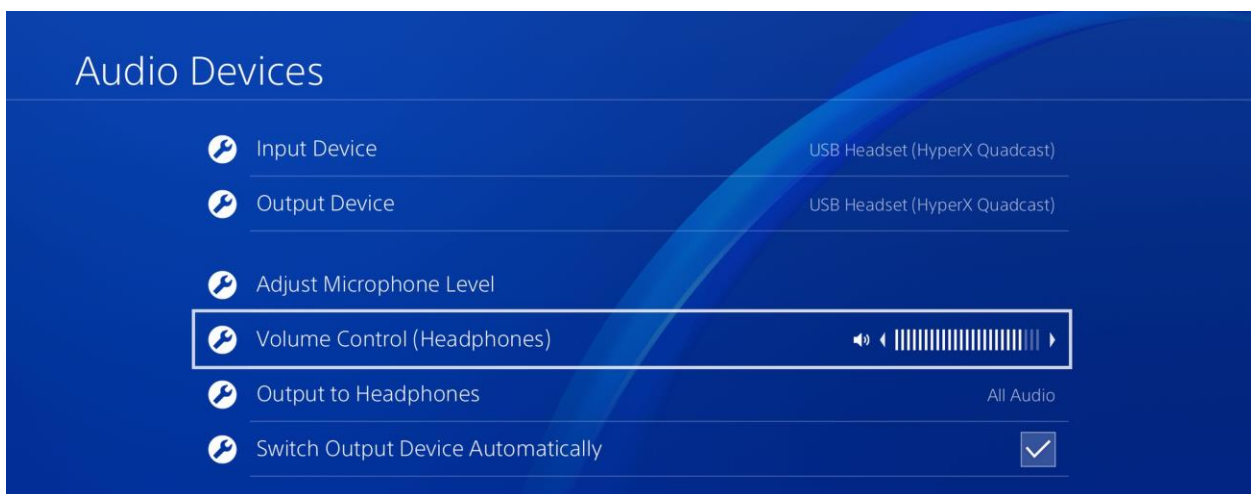 Audio Devices
Input Device USB Headset (HyperX Quadcast)
Output Device USB Headset (HyperX Quadcast)
Adjust Microphone Level
Volume Control (Headphones)
Output to Headphones All Audio
Switch Output Device Automatically